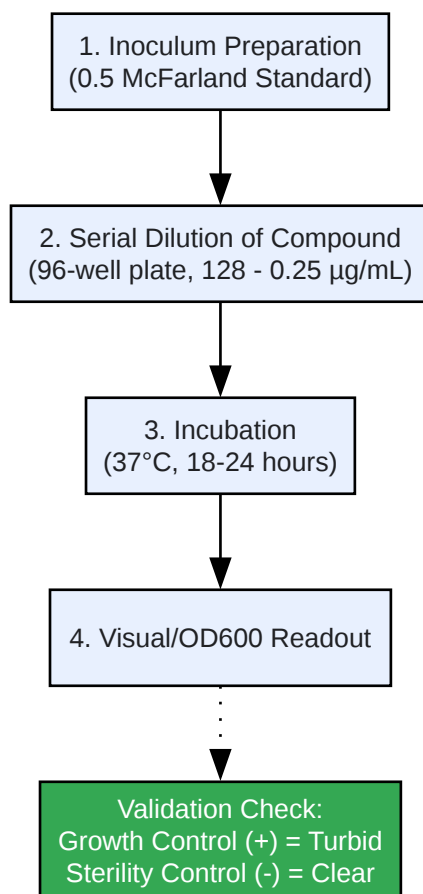 1. Inoculum Preparation
(0.5 McFarland Standard)
2. Serial Dilution of Compound
(96-well plate, 128 - 0.25 µg/mL)
3. Incubation
(37°C, 18-24 hours)
4. Visual/OD600 Readout
Validation Check:
Growth Control (+) = Turbid
Sterility Control (-) = Clear